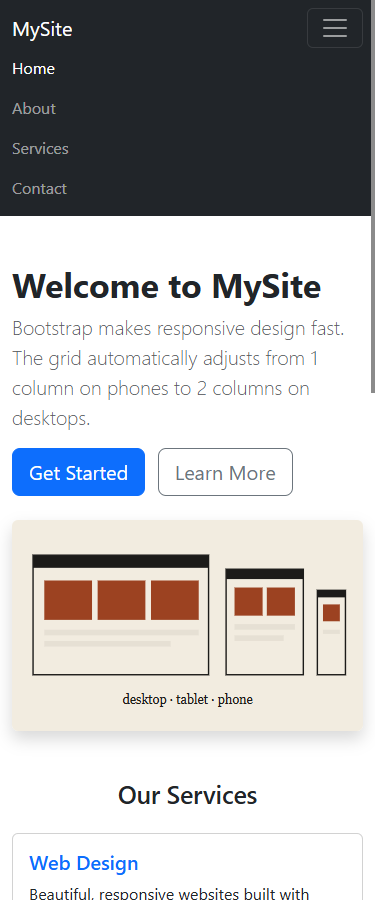 MySite
Home
About
Services
Contact
Welcome to MySite
Bootstrap makes responsive design fast.
The grid automatically adjusts from 1
column on phones to 2 columns on
desktops.
Get Started
Learn More
desktop · tablet · phone
Our Services
Web Design
Beautiful, responsive websites built with